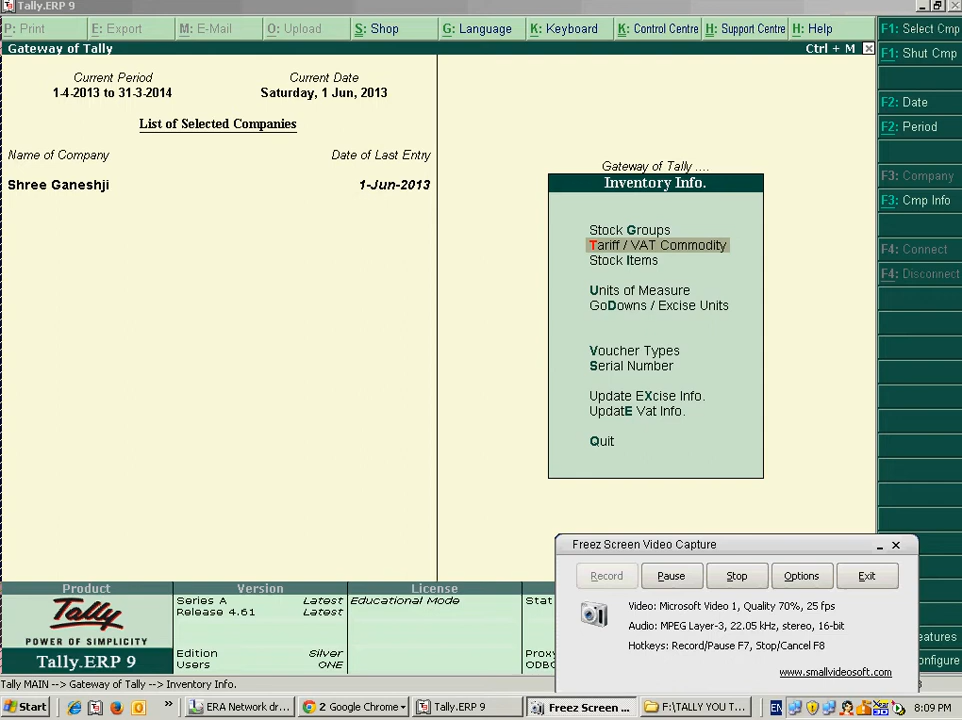 Tally.ERP 9
P: Print
E: Export
M: E-Mail
O: Upload
S: Shop
G: Language
K: Keyboard
K: Control Centre
H: Support Centre
H: Help
F1: Select Cmp
F1: Shut Cmp
F2: Date
F2: Period
F3: Company
F3: Cmp Info
F4: Connect
F4: Disconnect
Gateway of Tally
Ctrl + M
Current Period
1-4-2013 to 31-3-2014
Current Date
Saturday, 1 Jun, 2013
List of Selected Companies
Name of Company
Date of Last Entry
Shree Ganeshji
1-Jun-2013
Gateway of Tally ....
Inventory Info.
Stock Groups
Tariff / VAT Commodity
Stock Items
Units of Measure
GoDowns / Excise Units
Voucher Types
Serial Number
Update EXcise Info.
UpdatE Vat Info.
Quit
Freez Screen Video Capture
Record
Pause
Stop
Options
Exit
Video: Microsoft Video 1, Quality 70%, 25 fps
Audio: MPEG Layer-3, 22.05 kHz, stereo, 16-bit
Hotkeys: Record/Pause F7, Stop/Cancel F8
www.smallvideosoft.com
Product
Tally
POWER OF SIMPLICITY
Tally.ERP 9
Version
Series A
Latest
Release 4.61
Latest
Edition
Silver
Users
ONE
License
Educational Mode
Stat
Proxy
ODBC
eatures
onfigure
Tally MAIN --> Gateway of Tally --> Inventory Info.
Start
ERA Network dr...
2 Google Chrome
Tally.ERP 9
Freez Screen ...
F:\TALLY YOU T...
EN
8:09 PM